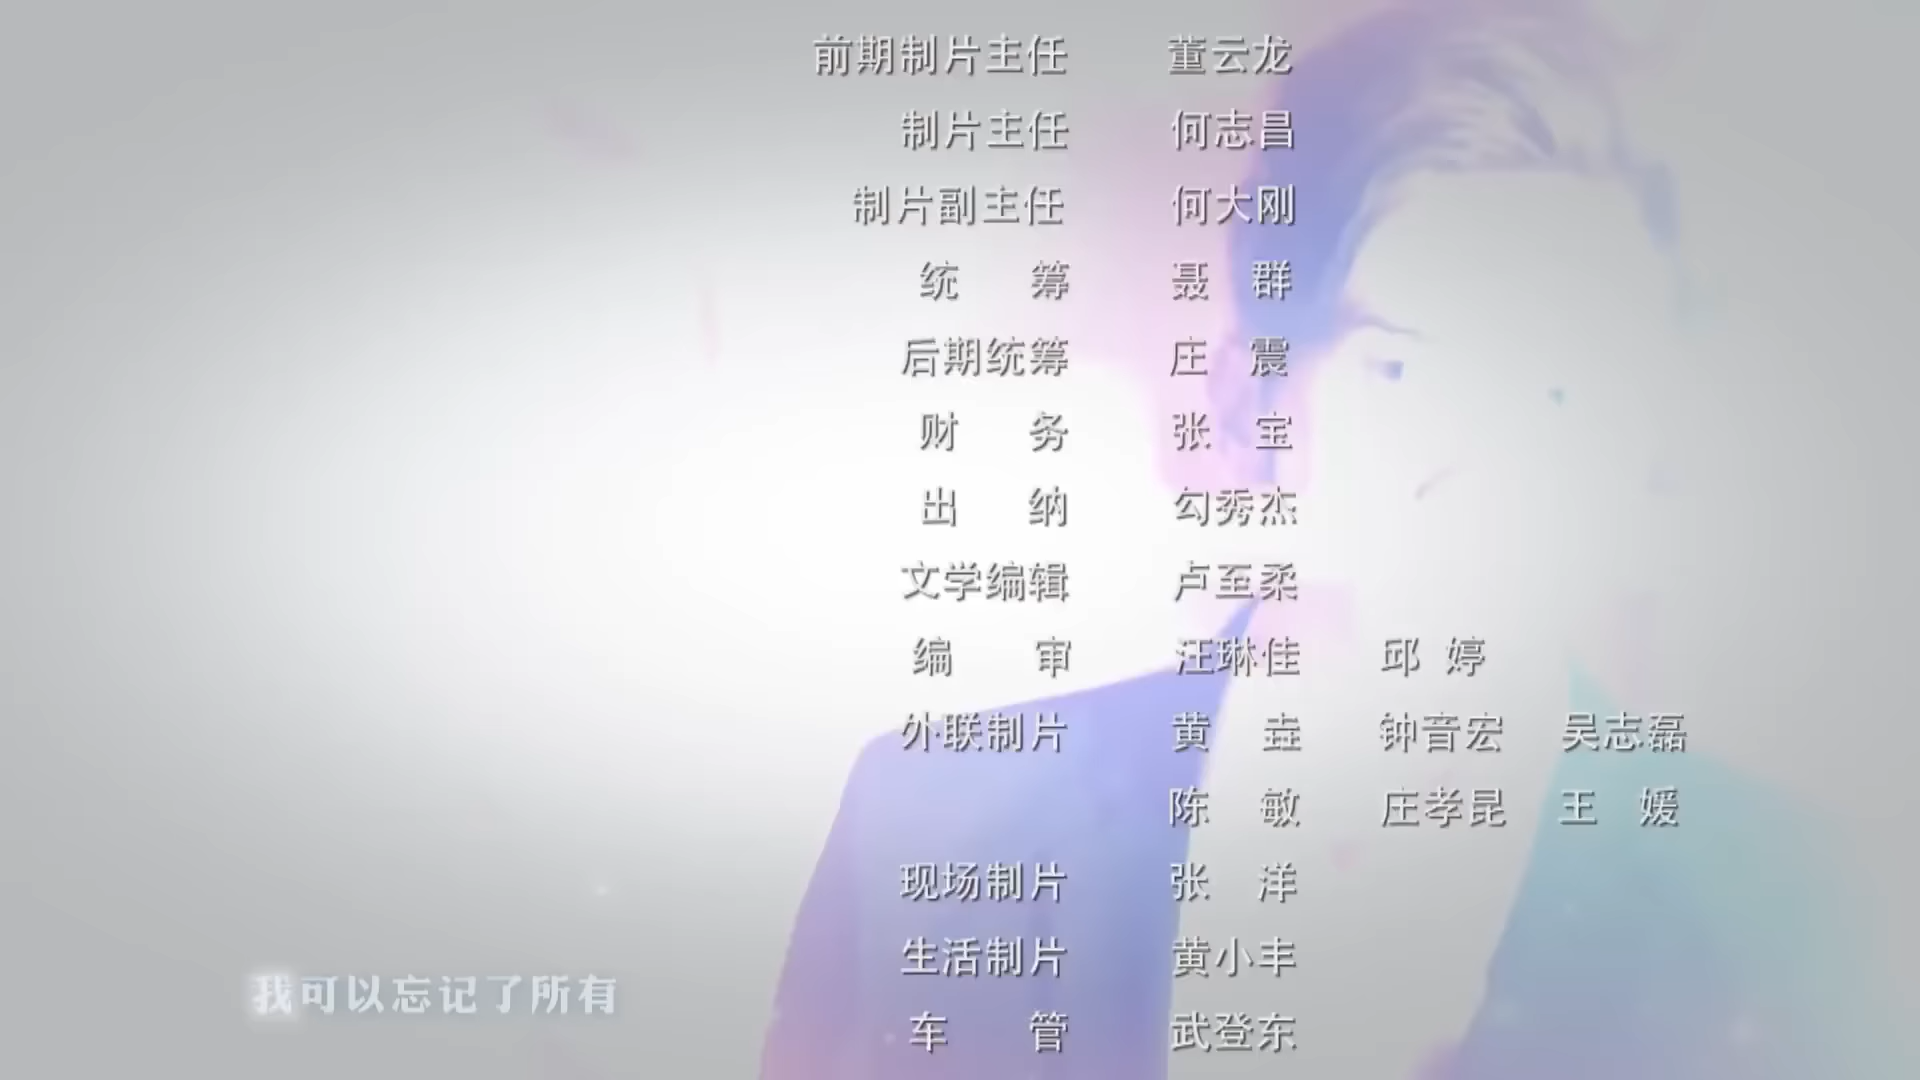 前期制片主任 董云龙
制片主任 何志昌
制片副主任 何大刚
统 筹 聂 群
后期统筹 庄 震
财 务 张 宝
出 纳 勾秀杰
文学编辑 卢至柔
编 审 汪琳佳 邱 婷
外联制片 黄 垚 钟音宏 吴志磊
陈 敏 庄孝昆 王 媛
现场制片 张 洋
生活制片 黄小丰
车 管 武登东
我可以忘记了所有